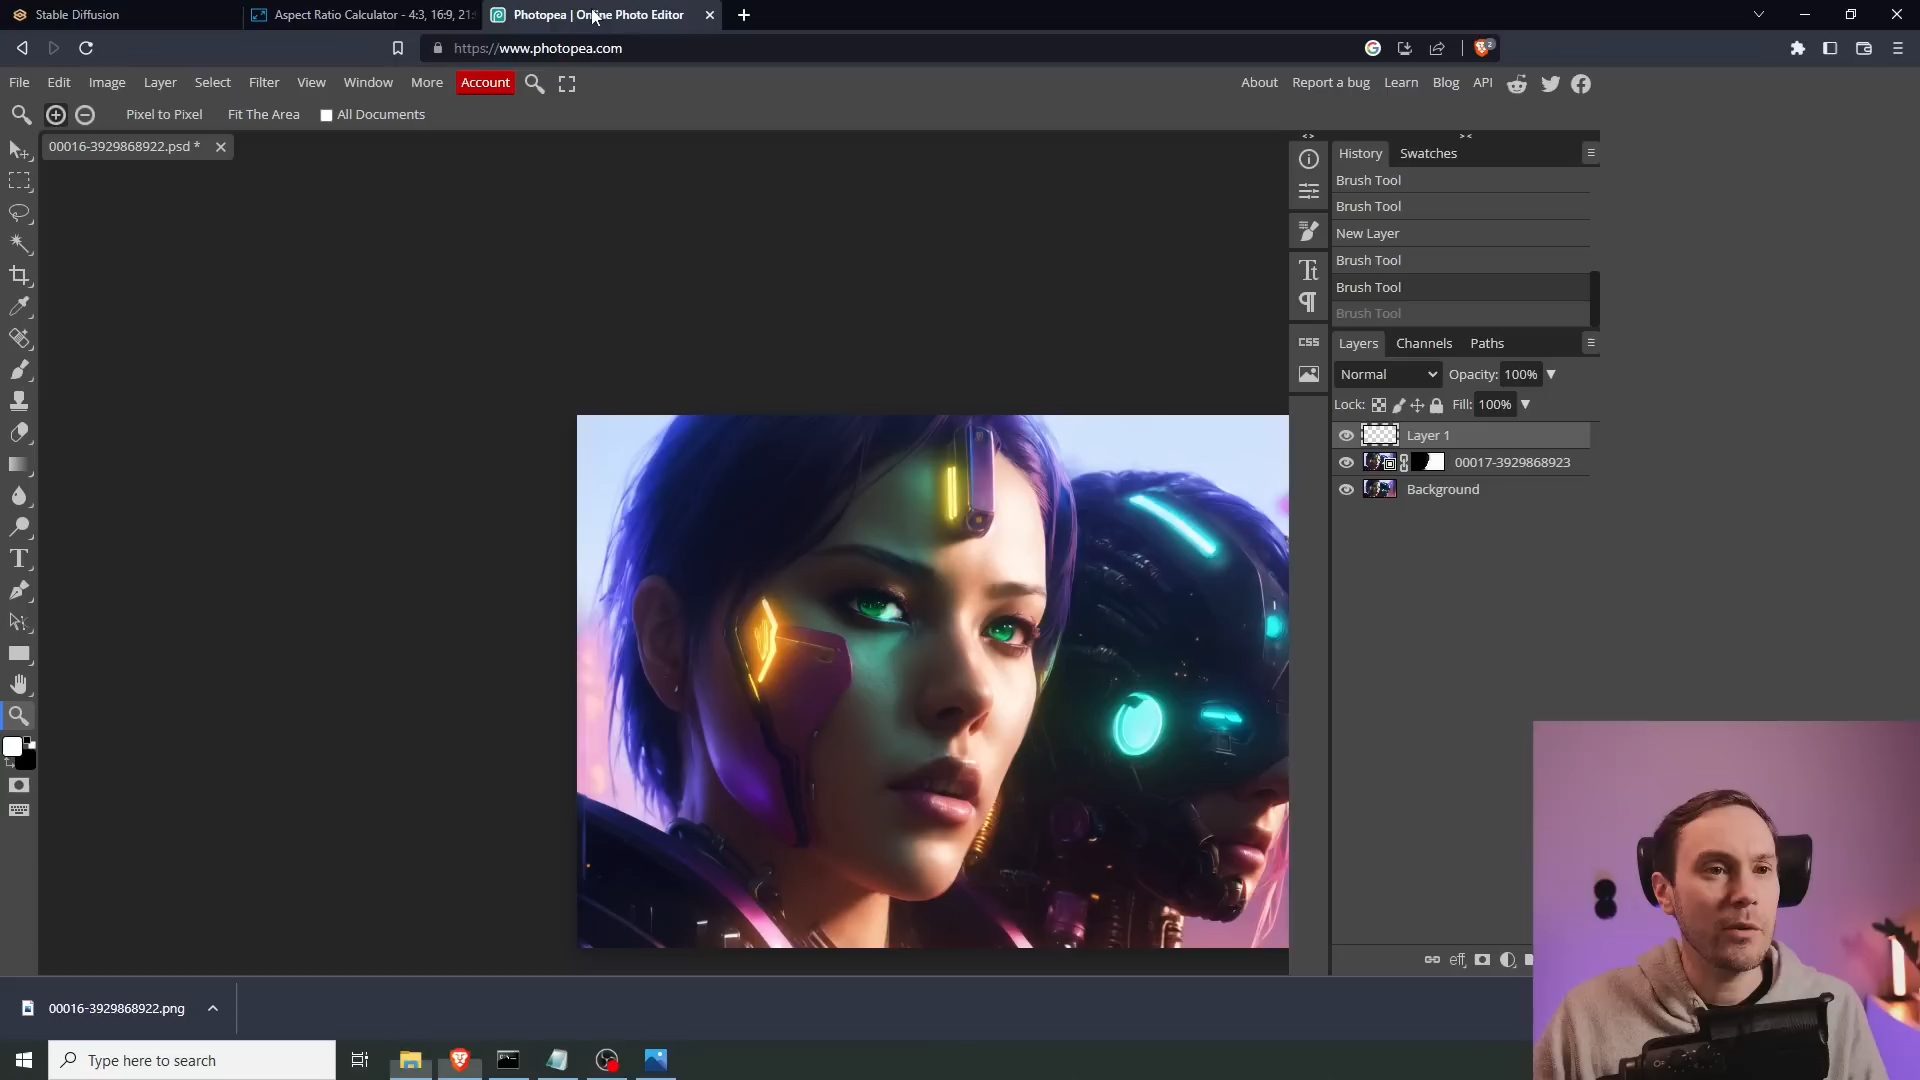 Stable Diffusion
Aspect Ratio Calculator - 4:3, 16:9, 21:
Photopea | Online Photo Editor
https://www.photopea.com
2
File Edit Image Layer Select Filter View Window More Account
About Report a bug Learn Blog API
Pixel to Pixel Fit The Area All Documents
00016-3929868922.psd *
History Swatches
Brush Tool
Brush Tool
New Layer
Brush Tool
Brush Tool
Brush Tool
CSS
Layers Channels Paths
Normal Opacity: 100%
Lock: Fill: 100%
Layer 1
00017-3929868923
Background
eff
00016-3929868922.png
Type here to search